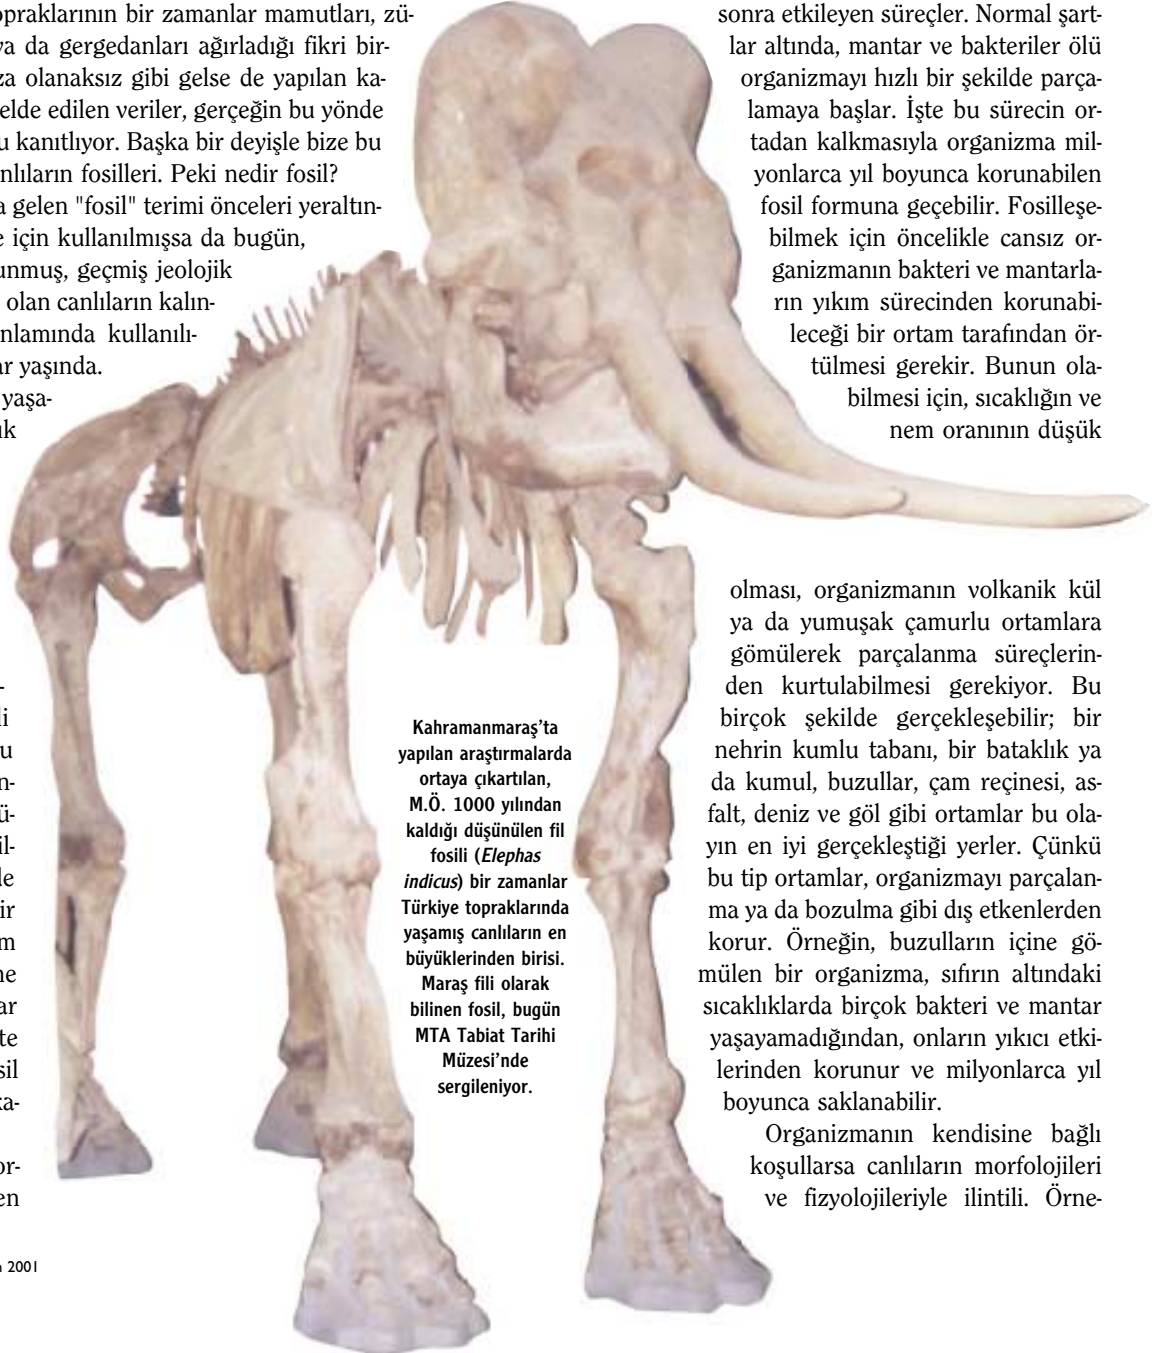 opraklarının bir zamanlar mamutları, zü-
ya da gergedanları ağırladığı fikri bir-
za olanaksız gibi gelse de yapılan ka-
elde edilen veriler, gerçeğin bu yönde
u kanıtlıyor. Başka bir deyişle bize bu
nlıların fosilleri. Peki nedir fosil?
a gelen "fosil" terimi önceleri yeraltın-
e için kullanılmışsa da bugün,
unmuş, geçmiş jeolojik
olan canlıların kalın-
nlamında kullanılı-
ar yaşında.
yaşa-
ık
-
li
u
n-
ü-
il-
le
ir
m
ne
ar
te
sil
ka-
or-
en
n 2001
Kahramanmaraş'ta
yapılan araştırmalarda
ortaya çıkartılan,
M.Ö. 1000 yılından
kaldığı düşünülen fil
fosili (Elephas
indicus) bir zamanlar
Türkiye topraklarında
yaşamış canlıların en
büyüklerinden birisi.
Maraş fili olarak
bilinen fosil, bugün
MTA Tabiat Tarihi
Müzesi'nde
sergileniyor.
sonra etkileyen süreçler. Normal şart-
lar altında, mantar ve bakteriler ölü
organizmayı hızlı bir şekilde parça-
lamaya başlar. İşte bu sürecin or-
tadan kalkmasıyla organizma mil-
yonlarca yıl boyunca korunabilen
fosil formuna geçebilir. Fosilleşe-
bilmek için öncelikle cansız or-
ganizmanın bakteri ve mantarla-
rın yıkım sürecinden korunabi-
leceği bir ortam tarafından ör-
tülmesi gerekir. Bunun ola-
bilmesi için, sıcaklığın ve
nem oranının düşük
olması, organizmanın volkanik kül
ya da yumuşak çamurlu ortamlara
gömülerek parçalanma süreçlerin-
den kurtulabilmesi gerekiyor. Bu
birçok şekilde gerçekleşebilir; bir
nehrin kumlu tabanı, bir bataklık ya
da kumul, buzullar, çam reçinesi, as-
falt, deniz ve göl gibi ortamlar bu ola-
yın en iyi gerçekleştiği yerler. Çünkü
bu tip ortamlar, organizmayı parçalan-
ma ya da bozulma gibi dış etkenlerden
korur. Örneğin, buzulların içine gö-
mülen bir organizma, sıfırın altındaki
sıcaklıklarda birçok bakteri ve mantar
yaşayamadığından, onların yıkıcı etki-
lerinden korunur ve milyonlarca yıl
boyunca saklanabilir.
Organizmanın kendisine bağlı
koşullarsa canlıların morfolojileri
ve fizyolojileriyle ilintili. Örne-